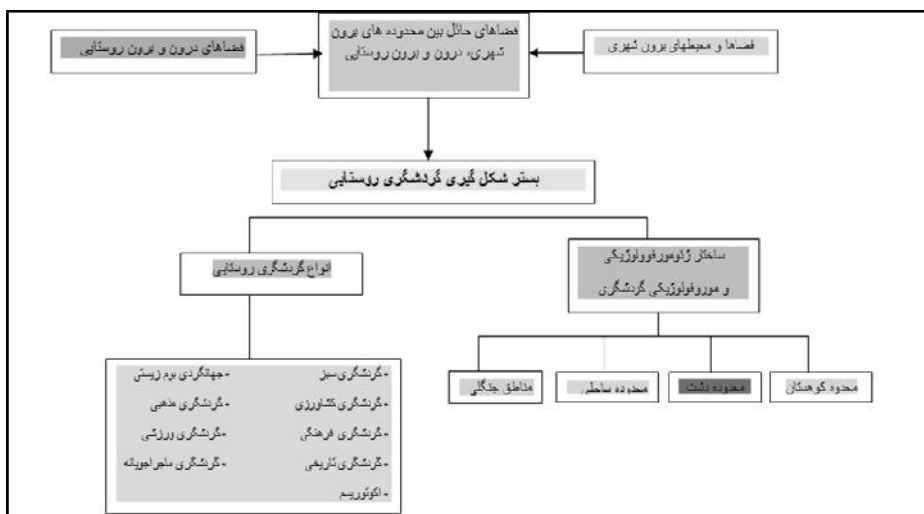 فضاهای حائل بین محدوده های برون
شهری، درون و برون روستایی
فضاها و محیطهای برون شهری
فضاهای درون و برون روستایی
بستر شکل گیری گردشگری روستایی
ساختار ژئومورفوولوژیکی
و موروفولوژیکی گردشگری
انواع گردشگری روستایی
محدوه کوهستان
محدوده دشت
محدوده ساحلی
مناطق جنگلی
- گردشگری سبز
- گردشگری کشاورزی
- گردشگری فرهنگی
- گردشگری تاریخی
- اکوتوریسم
- جهانگردی بوم زیستی
- گردشگری مذهبی
- گردشگری ورزشی
- گردشگری ماجراجویانه